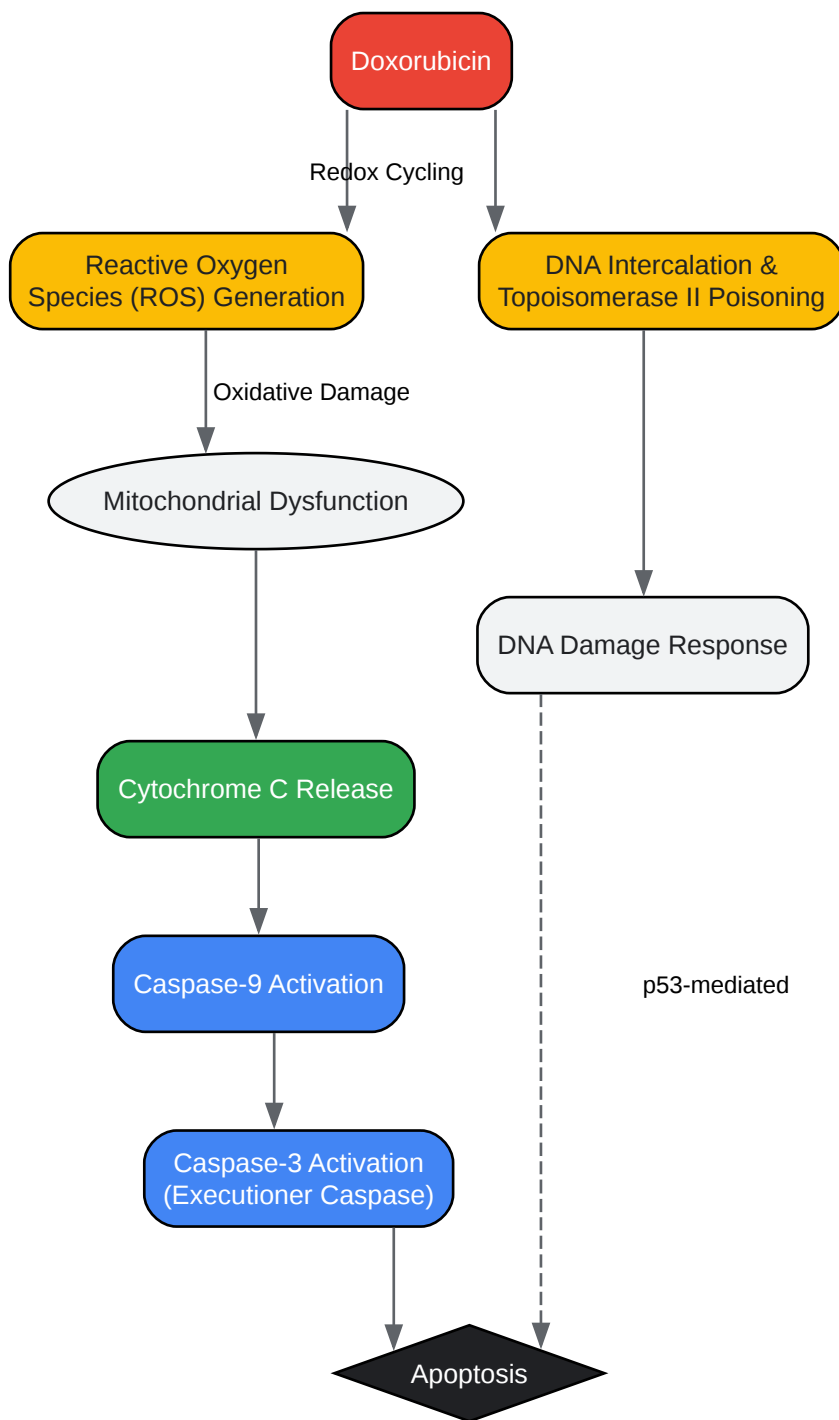 Doxorubicin
Redox Cycling
Reactive Oxygen
Species (ROS) Generation
DNA Intercalation &
Topoisomerase II Poisoning
Oxidative Damage
Mitochondrial Dysfunction
DNA Damage Response
Cytochrome C Release
Caspase-9 Activation
p53-mediated
Caspase-3 Activation
(Executioner Caspase)
Apoptosis